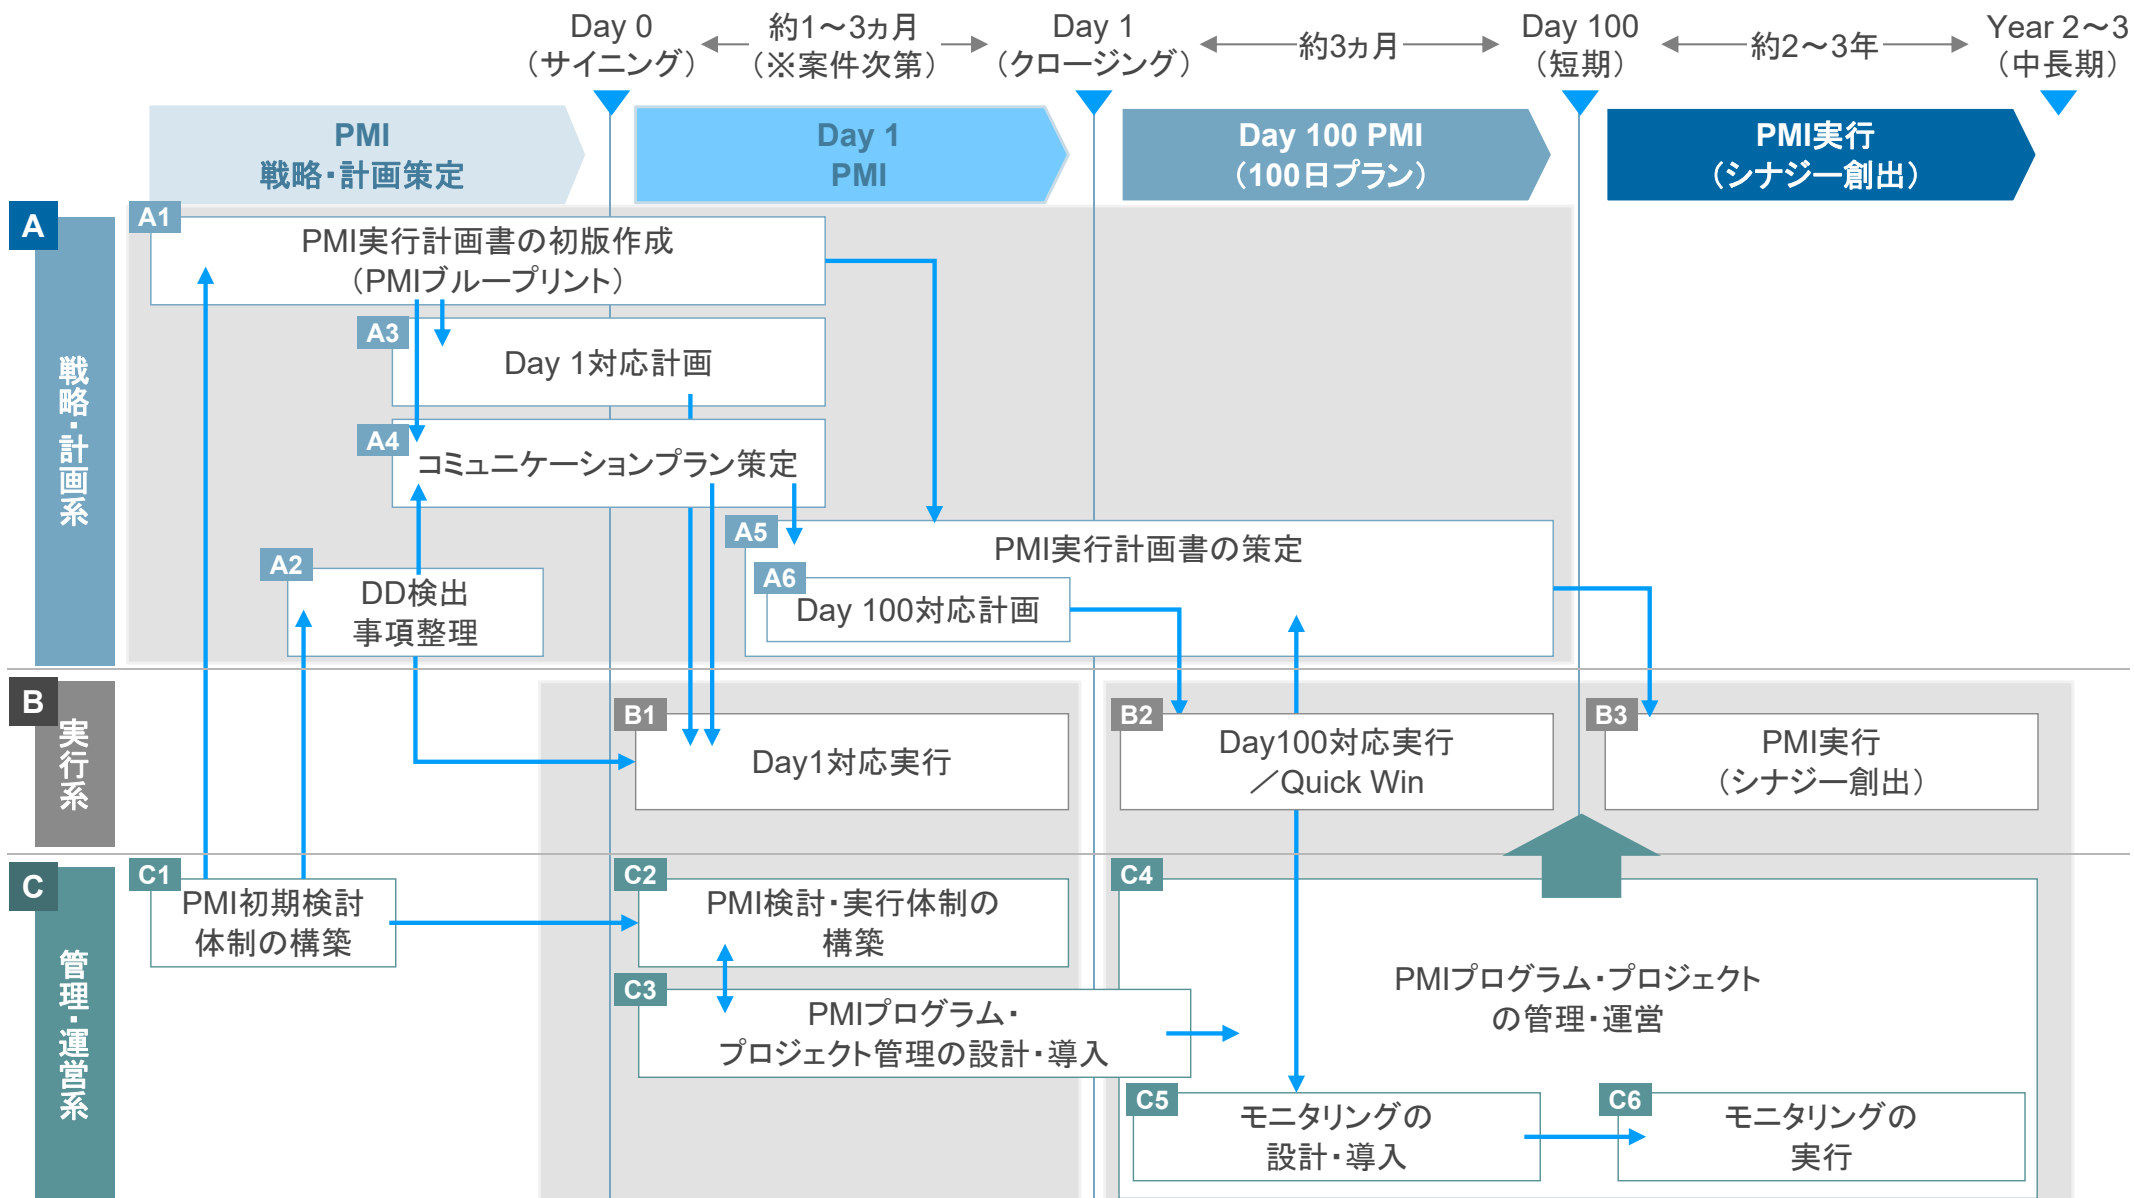 Day 0
（サイニング）
約1～3ヵ月
（※案件次第）
Day 1
（クロージング）
約3ヵ月
Day 100
（短期）
約2～3年
Year 2～3
（中長期）
PMI
戦略・計画策定
Day 1
PMI
Day 100 PMI
（100日プラン）
PMI実行
（シナジー創出）
A
戦略・計画系
A1
PMI実行計画書の初版作成
（PMIブループリント）
A3
Day 1対応計画
A4
コミュニケーションプラン策定
A5
PMI実行計画書の策定
A2
DD検出
事項整理
A6
Day 100対応計画
B
実行系
B1
Day1対応実行
B2
Day100対応実行
／Quick Win
B3
PMI実行
（シナジー創出）
C
管理・運営系
C1
PMI初期検討
体制の構築
C2
PMI検討・実行体制の
構築
C3
PMIプログラム・
プロジェクト管理の設計・導入
C4
PMIプログラム・プロジェクト
の管理・運営
C5
モニタリングの
設計・導入
C6
モニタリングの
実行